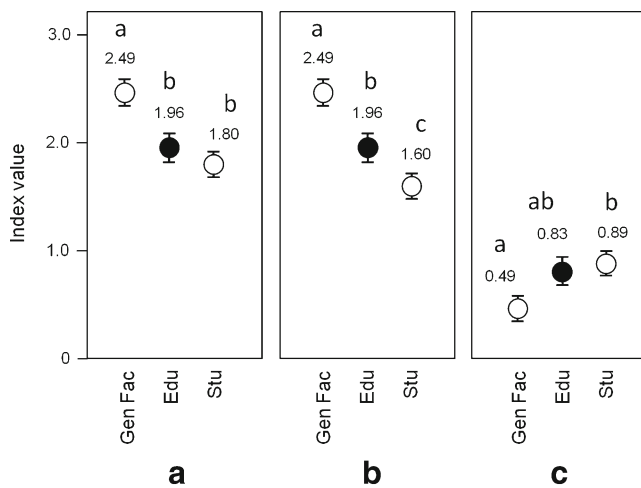 Index value
3.0
2.0
1.0
0
a
2.49
b
1.96
b
1.80
Gen Fac
Edu
Stu
a
a
2.49
b
1.96
c
1.60
Gen Fac
Edu
Stu
b
a
0.49
ab
0.83
b
0.89
Gen Fac
Edu
Stu
c